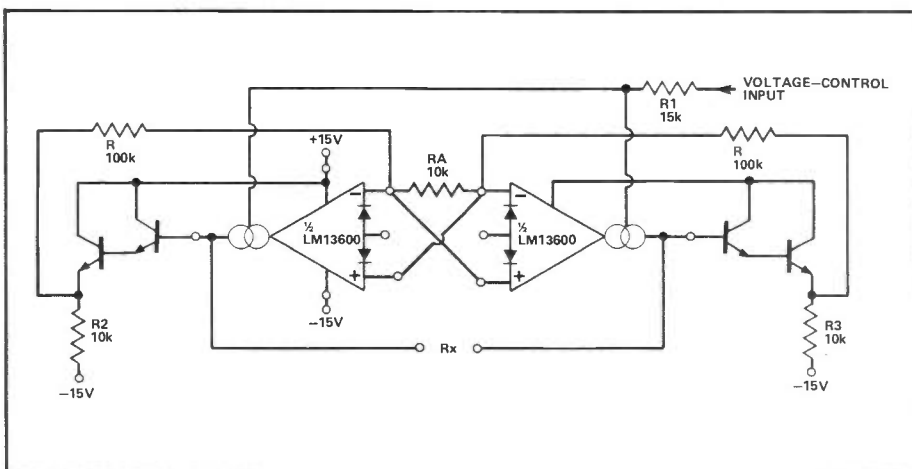 VOLTAGE–CONTROL
INPUT
R1
15k
R
100k
+15V
RA
10k
R
100k
–
½
LM13600
+
–
½
LM13600
+
R2
10k
–15V
–15V
Rx
R3
10k
–15V